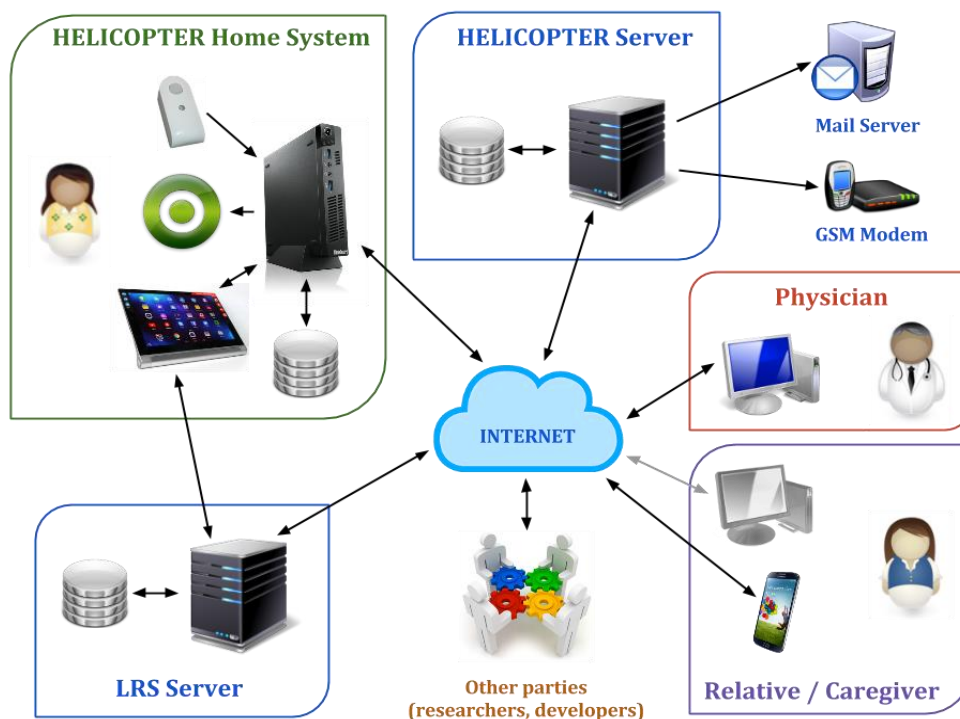 HELICOPTER Home System
HELICOPTER Server
Mail Server
GSM Modem
Physician
INTERNET
LRS Server
Other parties
(researchers, developers)
Relative / Caregiver